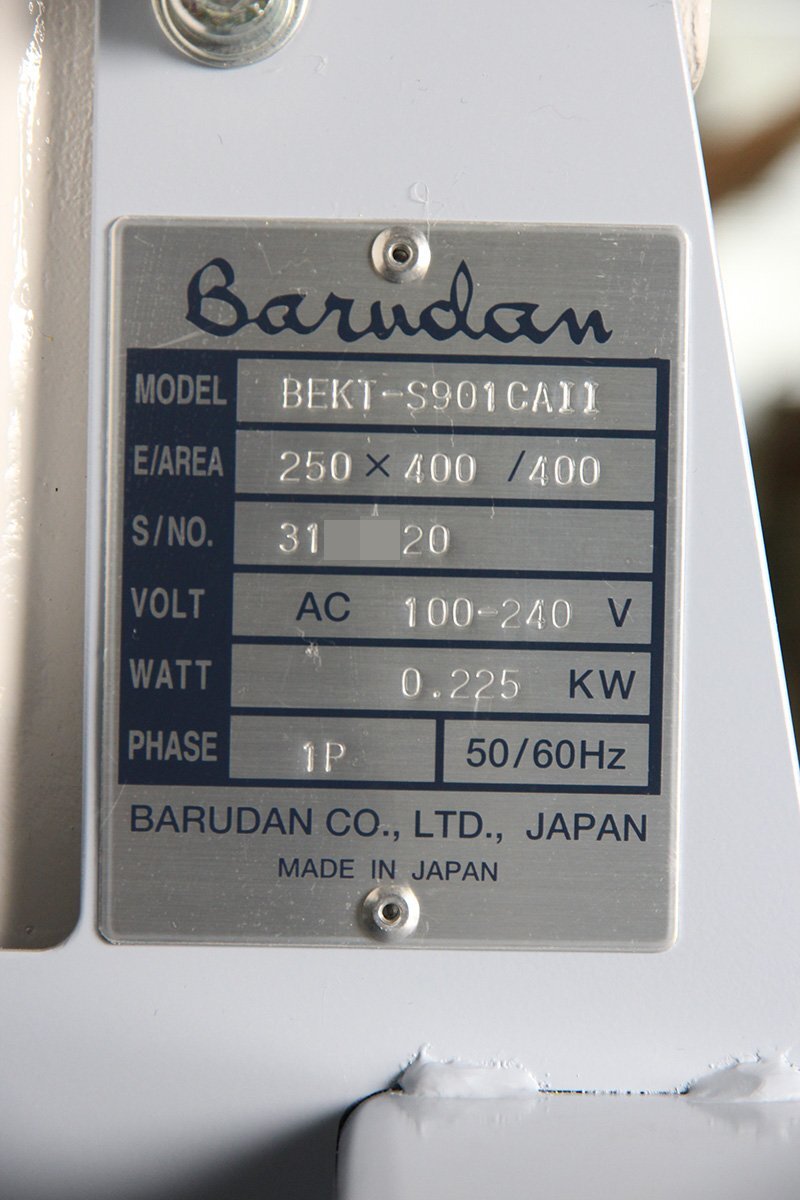 Barudan
MODEL BEKT-S901CAII
E/AREA 250 × 400 /400
S/NO. 31 20
VOLT AC 100-240 V
WATT 0.225 KW
PHASE 1P 50/60Hz
BARUDAN CO., LTD., JAPAN
MADE IN JAPAN